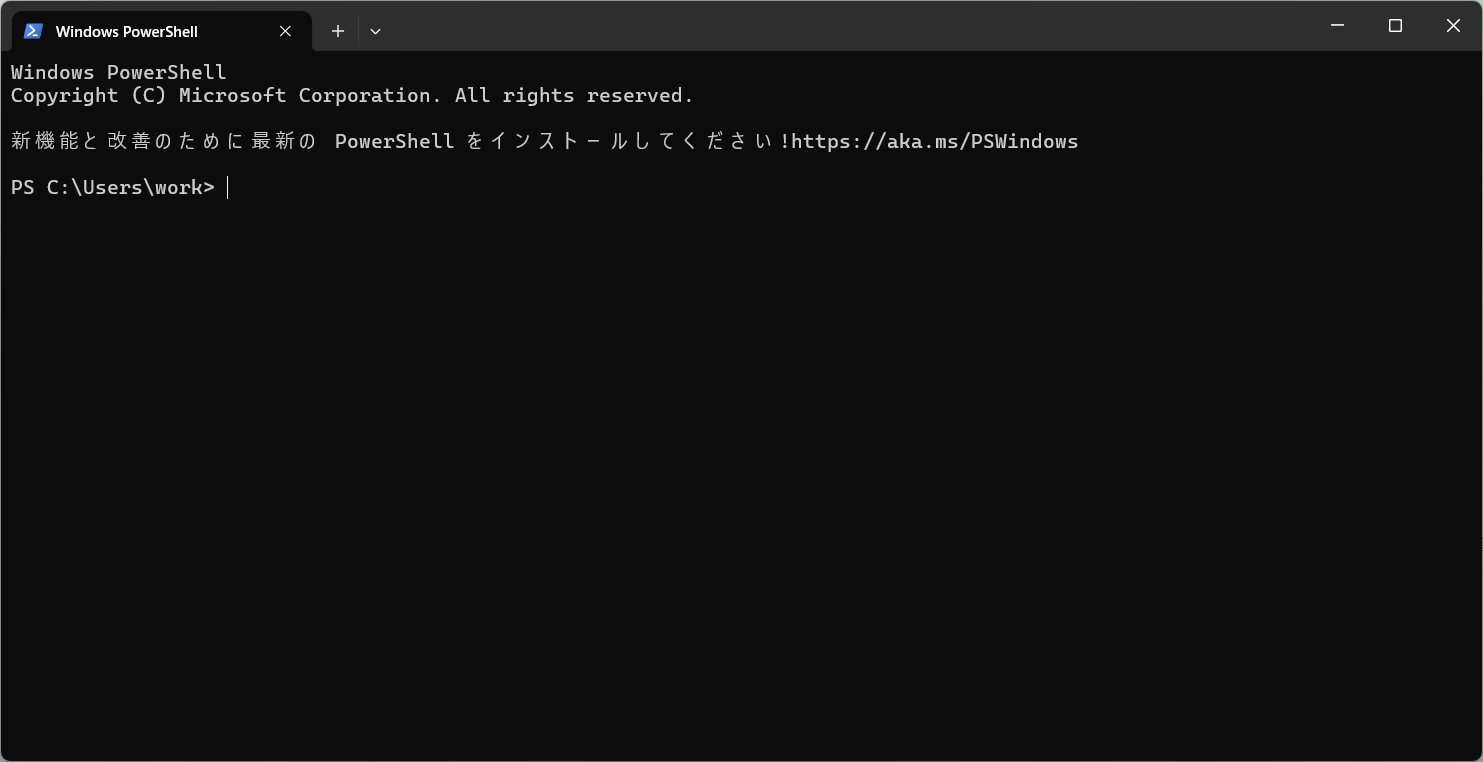 Windows PowerShell
Windows PowerShell
Copyright (C) Microsoft Corporation. All rights reserved.
新機能と改善のために最新の PowerShell をインストールしてください!https://aka.ms/PSWindows
PS C:\Users\work>